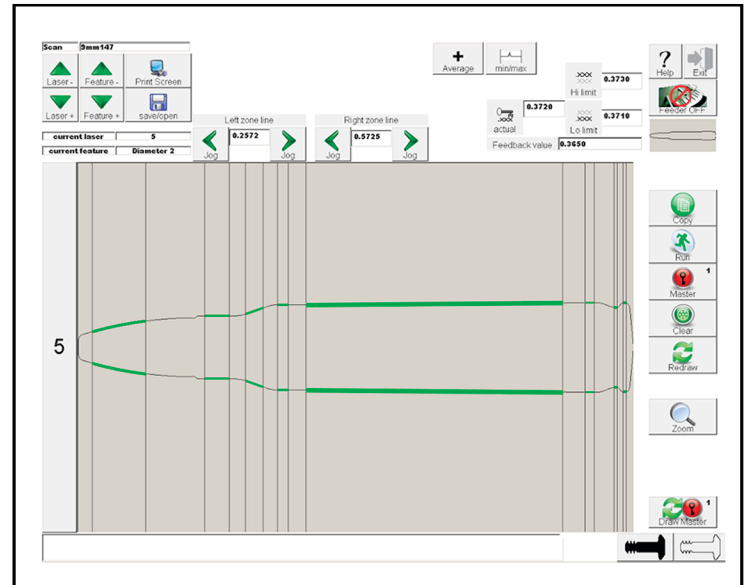 Scan 9mm147
Laser - Feature - Print Screen
Laser + Feature + save/open
current laser 5
current feature Diameter 2
Left zone line
0.2572
Jog Jog
Right zone line
0.5725
Jog Jog
Average min/max
Hi limit 0.3730
actual 0.3720
Lo limit 0.3710
Feedback value 0.3650
Help Exit
Feeder OFF
5
Copy
Run
Master 1
Clear
Redraw
Zoom
Draw Master 1